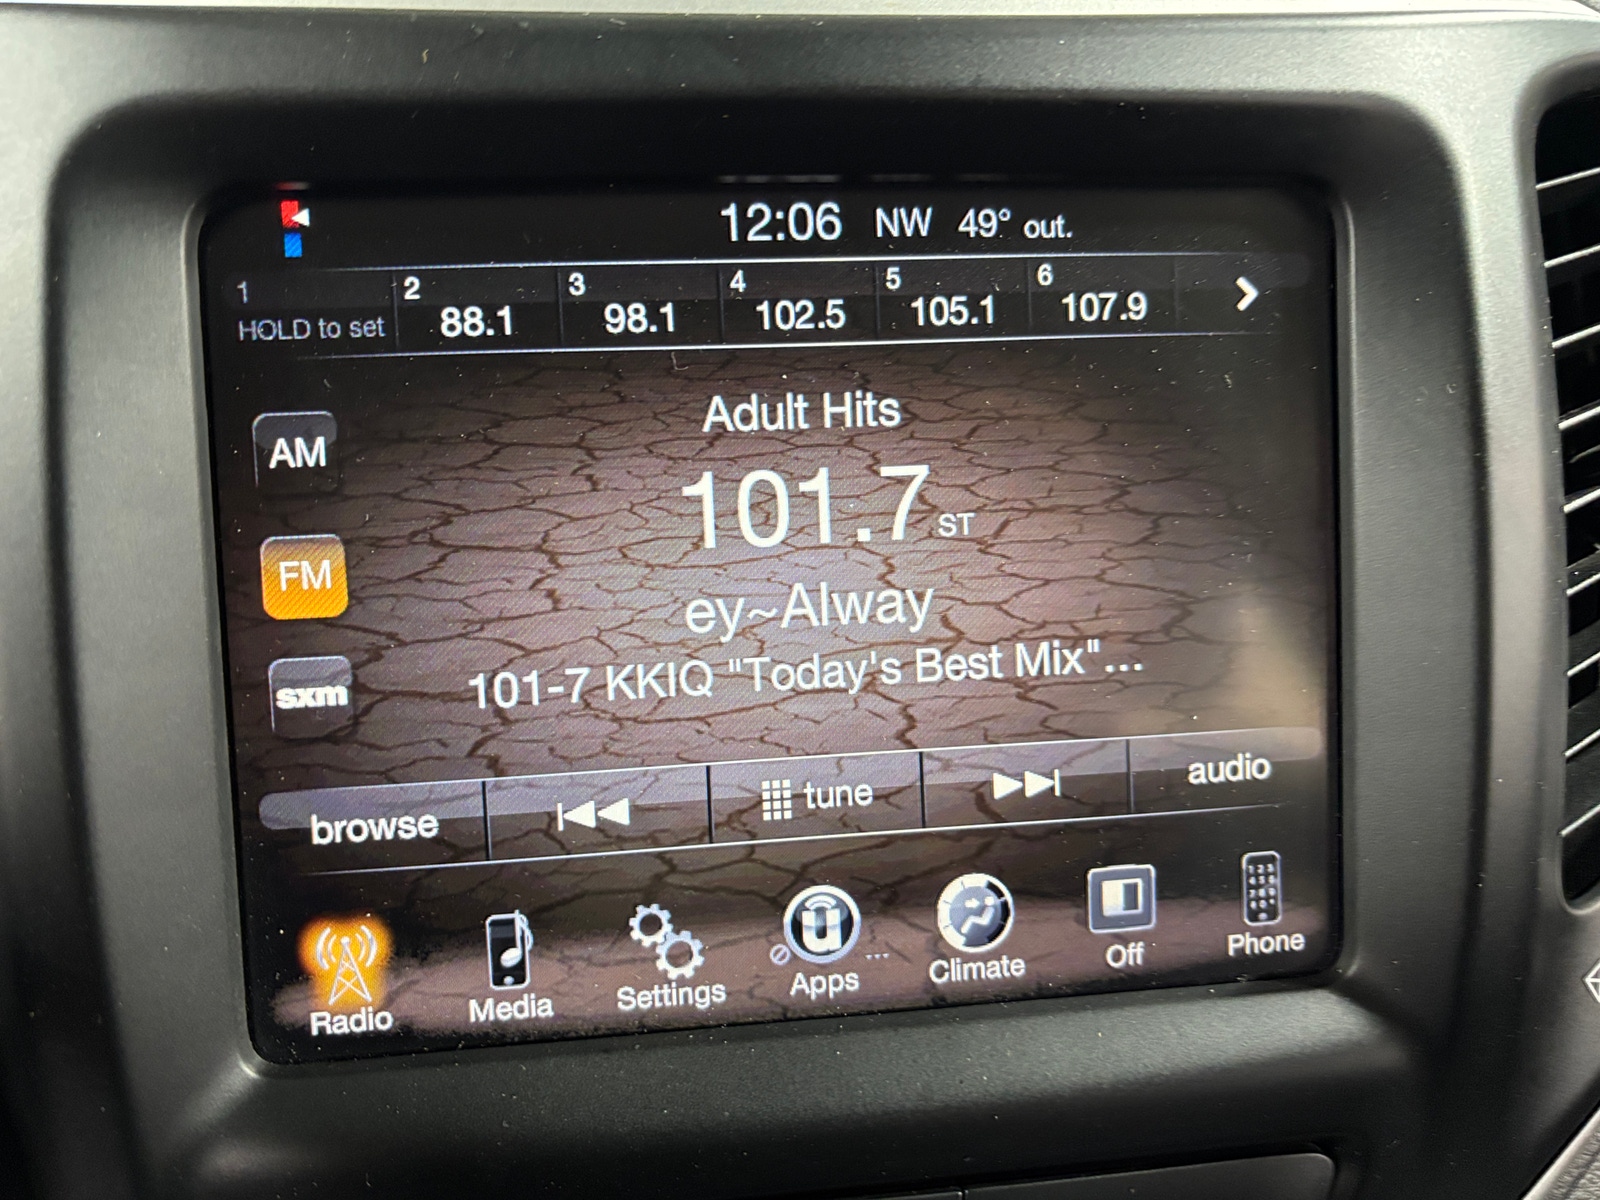 12:06 NW 49° out.
1 2 3 4 5 6
HOLD to set 88.1 98.1 102.5 105.1 107.9
Adult Hits
AM
101.7 ST
FM
ey~Alway
sxm
101-7 KKIQ "Today's Best Mix"...
browse tune audio
Radio Media Settings Apps ... Climate Off Phone